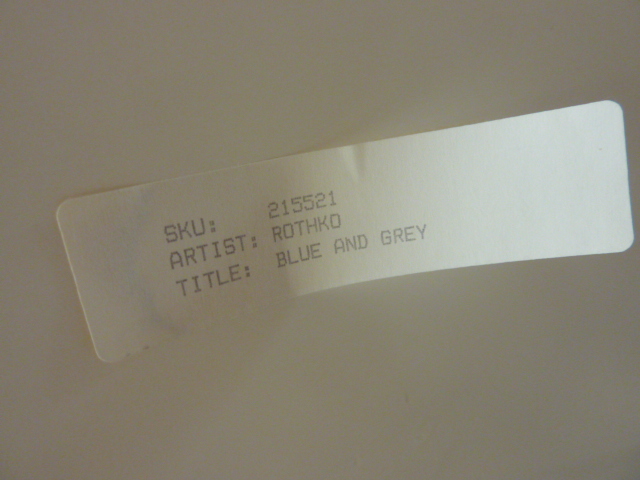 SKU: 215521
ARTIST: ROTHKO
TITLE: BLUE AND GREY